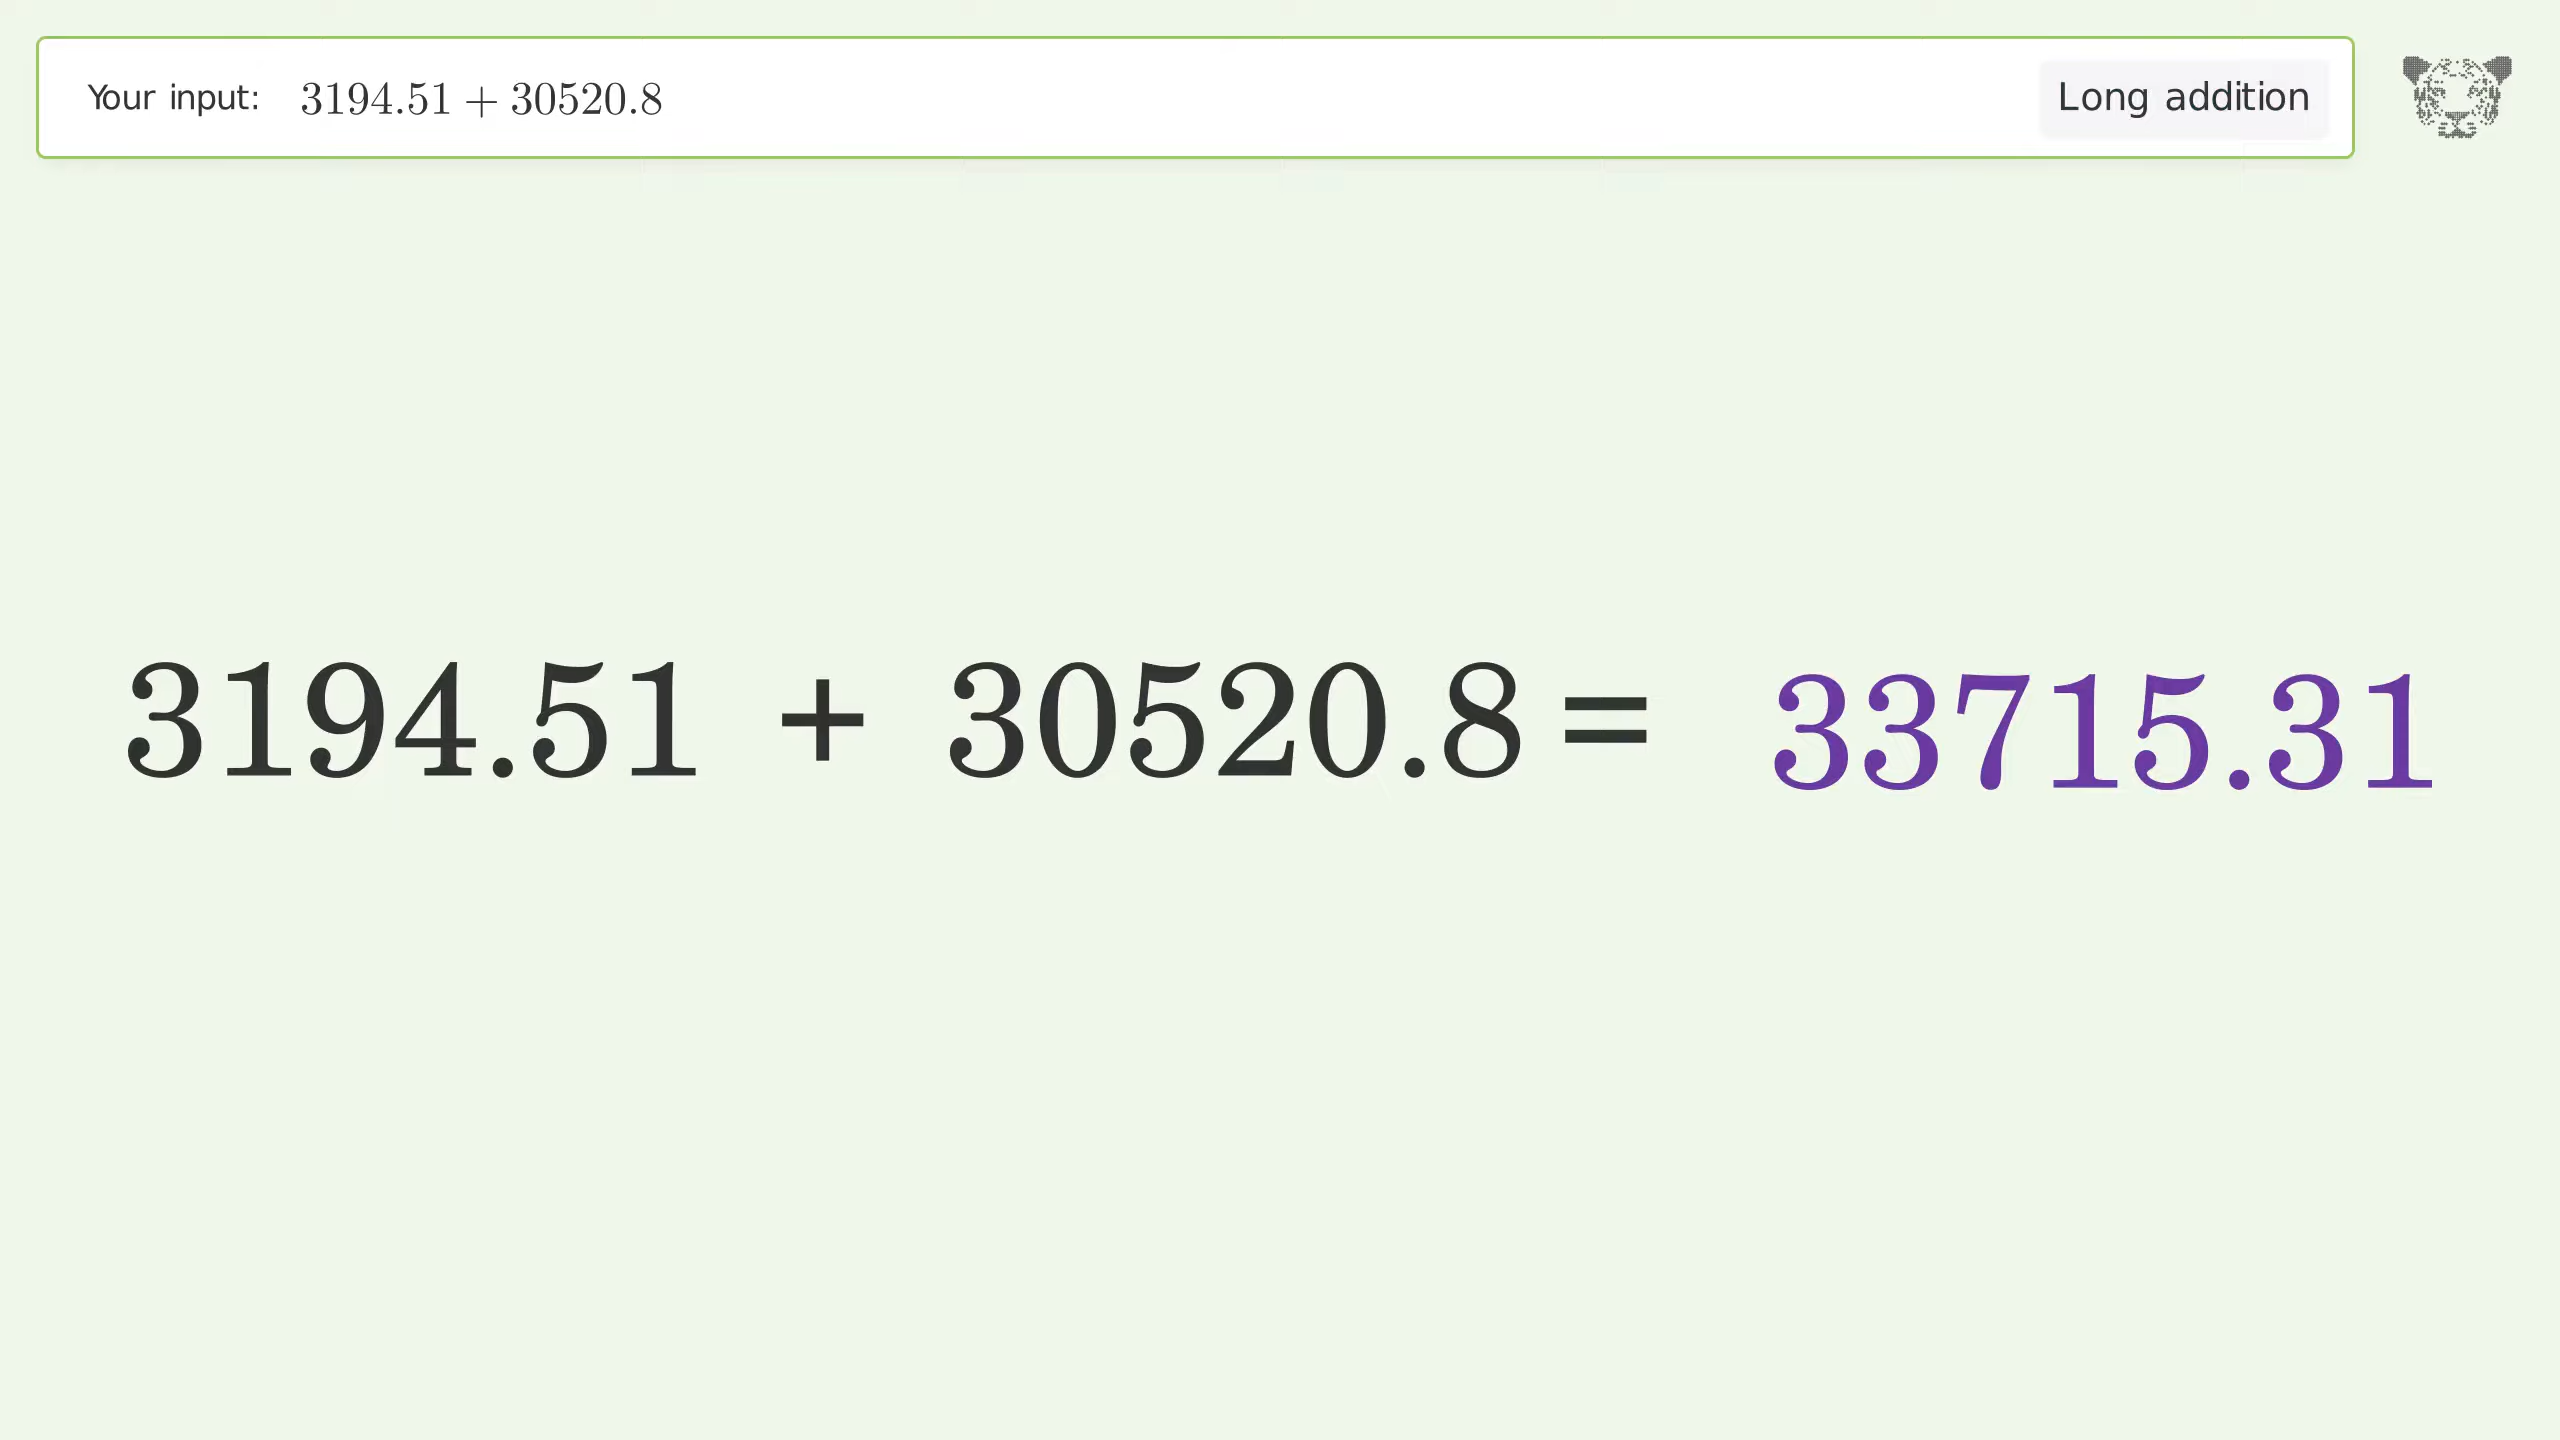 Your input: 3194.51 + 30520.8 Long addition
3194.51 + 30520.8 = 33715.31